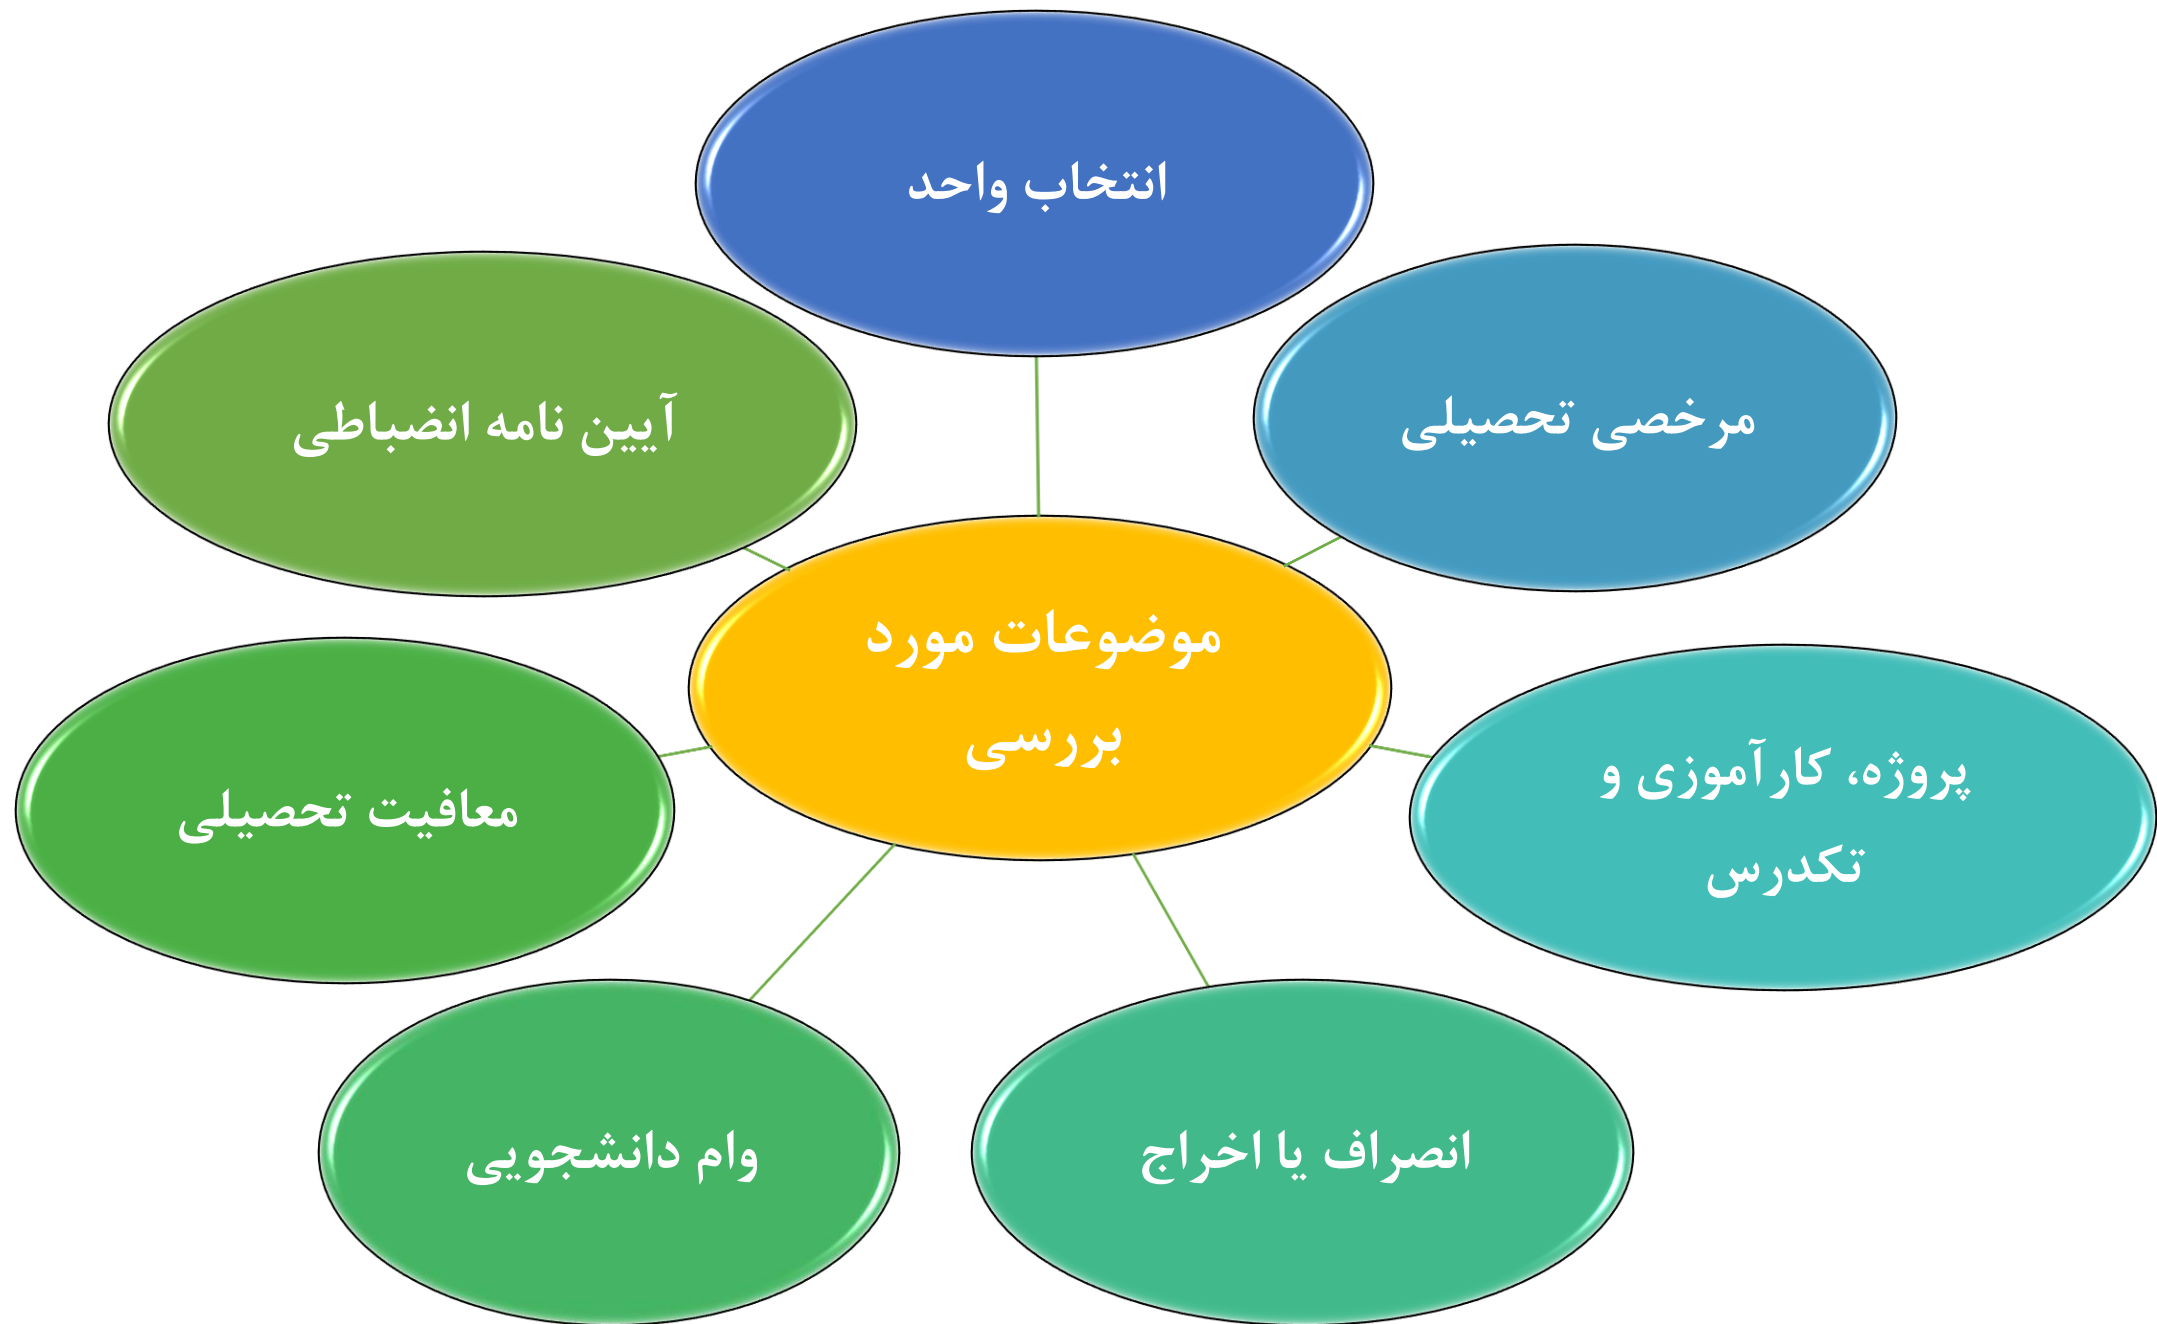 انتخاب واحد
مرخصی تحصیلی
آیین نامه انضباطی
موضوعات مورد
بررسی
پروژه، کارآموزی و
تکدرس
معافیت تحصیلی
انصراف یا اخراج
وام دانشجویی